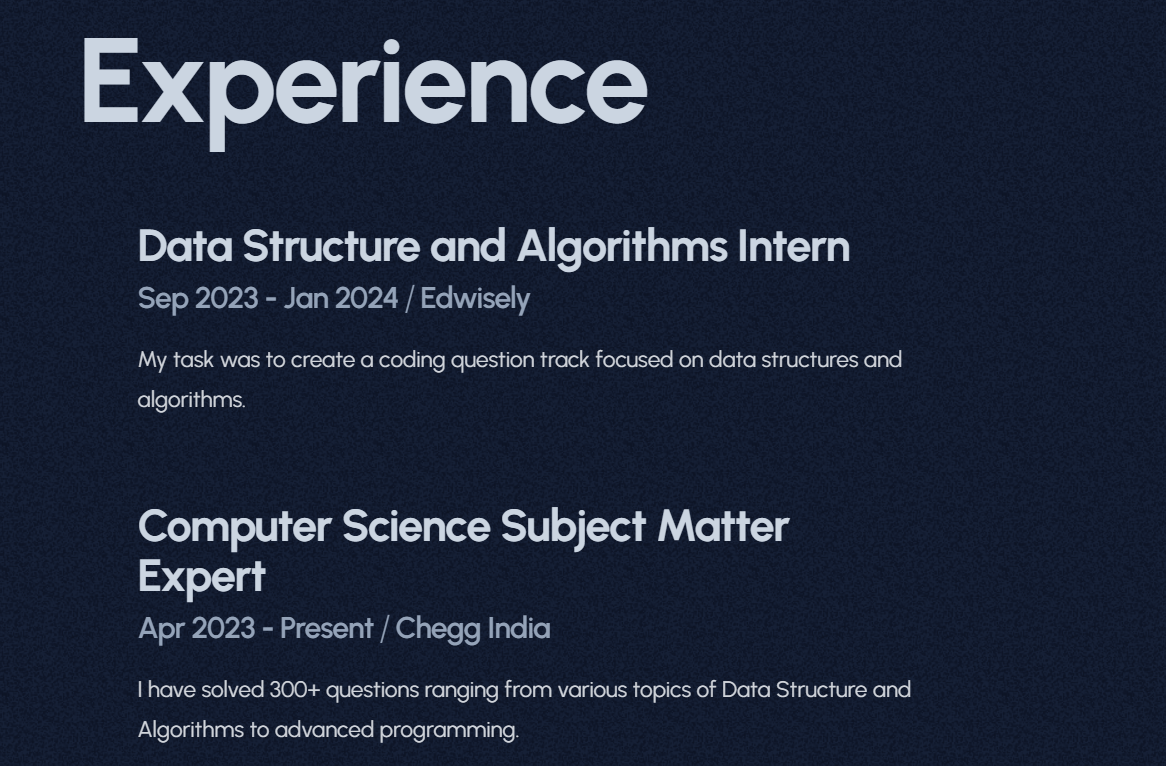 Experience
Data Structure and Algorithms Intern
Sep 2023 - Jan 2024 / Edwisely
My task was to create a coding question track focused on data structures and
algorithms.
Computer Science Subject Matter
Expert
Apr 2023 - Present / Chegg India
I have solved 300+ questions ranging from various topics of Data Structure and
Algorithms to advanced programming.